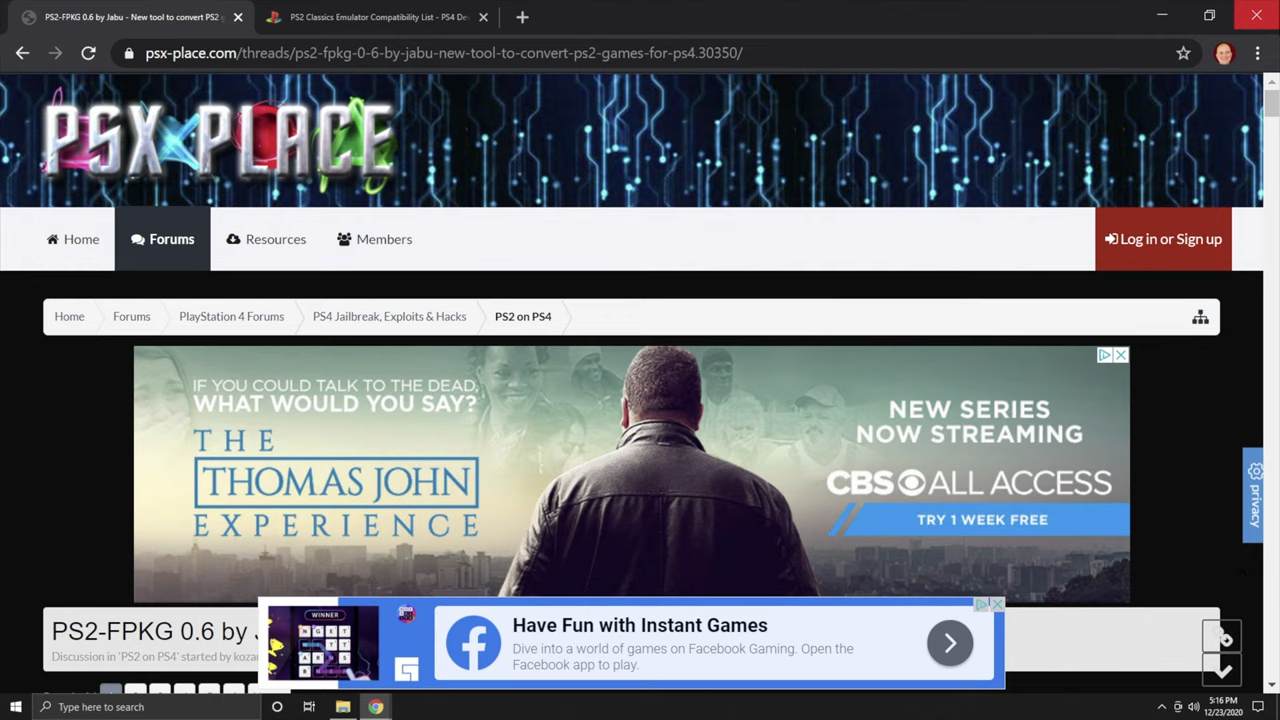 PS2-FPKG 0.6 by Jabu - New tool to convert PS2 g
PS2 Classics Emulator Compatibility List - PS4 De
psx-place.com/threads/ps2-fpkg-0-6-by-jabu-new-tool-to-convert-ps2-games-for-ps4.30350/
PSX PLACE
Home
Forums
Resources
Members
Log in or Sign up
Home
Forums
PlayStation 4 Forums
PS4 Jailbreak, Exploits & Hacks
PS2 on PS4
IF YOU COULD TALK TO THE DEAD,
WHAT WOULD YOU SAY?
THE
THOMAS JOHN
EXPERIENCE
NEW SERIES
NOW STREAMING
CBS ALL ACCESS
TRY 1 WEEK FREE
privacy
PS2-FPKG 0.6 by
Discussion in 'PS2 on PS4' started by koza
WINNER
Have Fun with Instant Games
Dive into a world of games on Facebook Gaming. Open the
Facebook app to play.
Type here to search
5:16 PM
12/23/2020